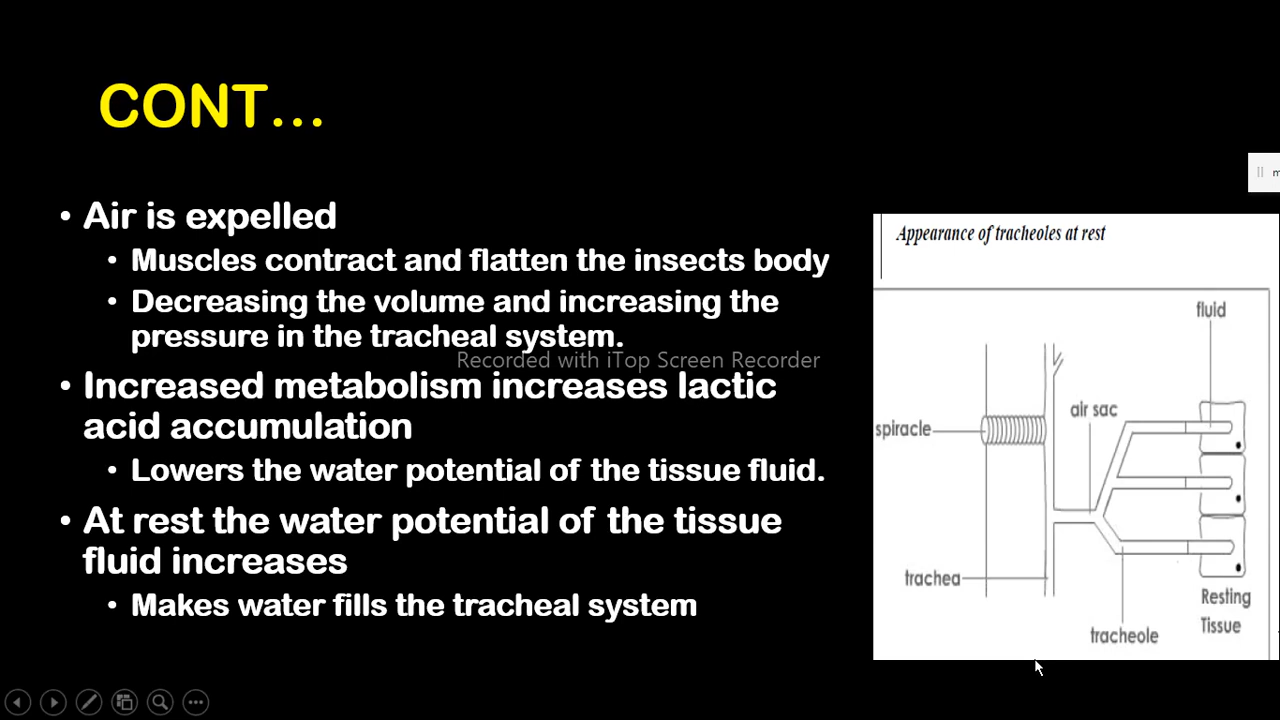 CONT...
• Air is expelled
• Muscles contract and flatten the insects body
• Decreasing the volume and increasing the
pressure in the tracheal system.
Recorded with iTop Screen Recorder
• Increased metabolism increases lactic
acid accumulation
• Lowers the water potential of the tissue fluid.
• At rest the water potential of the tissue
fluid increases
• Makes water fills the tracheal system
Appearance of tracheoles at rest
fluid
air sac
spiracle
trachea
Resting
Tissue
tracheole